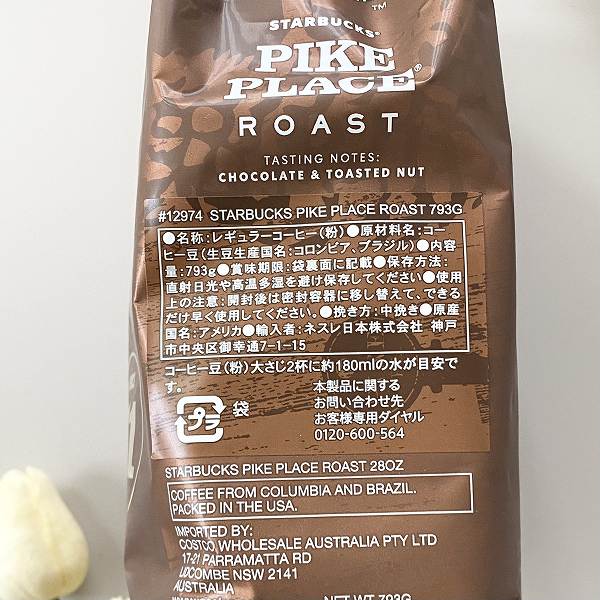 STARBUCKS®
PIKE
PLACE®
ROAST
TASTING NOTES:
CHOCOLATE & TOASTED NUT
#12974 STARBUCKS PIKE PLACE ROAST 793G
●名称:レギュラーコーヒー(粉)●原材料名:コー
ヒー豆(生豆生産国名:コロンビア、ブラジル)●内容
量:793g●賞味期限:袋裏面に記載●保存方法:
直射日光や高温多湿を避け保存してください●使用
上の注意:開封後は密封容器に移し替えて、できる
だけ早く使用してください。●挽き方:中挽き●原産
国名:アメリカ●輸入者:ネスレ日本株式会社 神戸
市中央区御幸通7-1-15
コーヒー豆(粉)大さじ2杯に約180mlの水が目安で
す。
プラ 袋
本製品に関する
お問い合わせ先
お客様専用ダイヤル
0120-600-564
STARBUCKS PIKE PLACE ROAST 28OZ
COFFEE FROM COLUMBIA AND BRAZIL.
PACKED IN THE USA.
IMPORTED BY:
COSTCO WHOLESALE AUSTRALIA PTY LTD
17-21 PARRAMATTA RD
LIDCOMBE NSW 2141
AUSTRALIA
793G